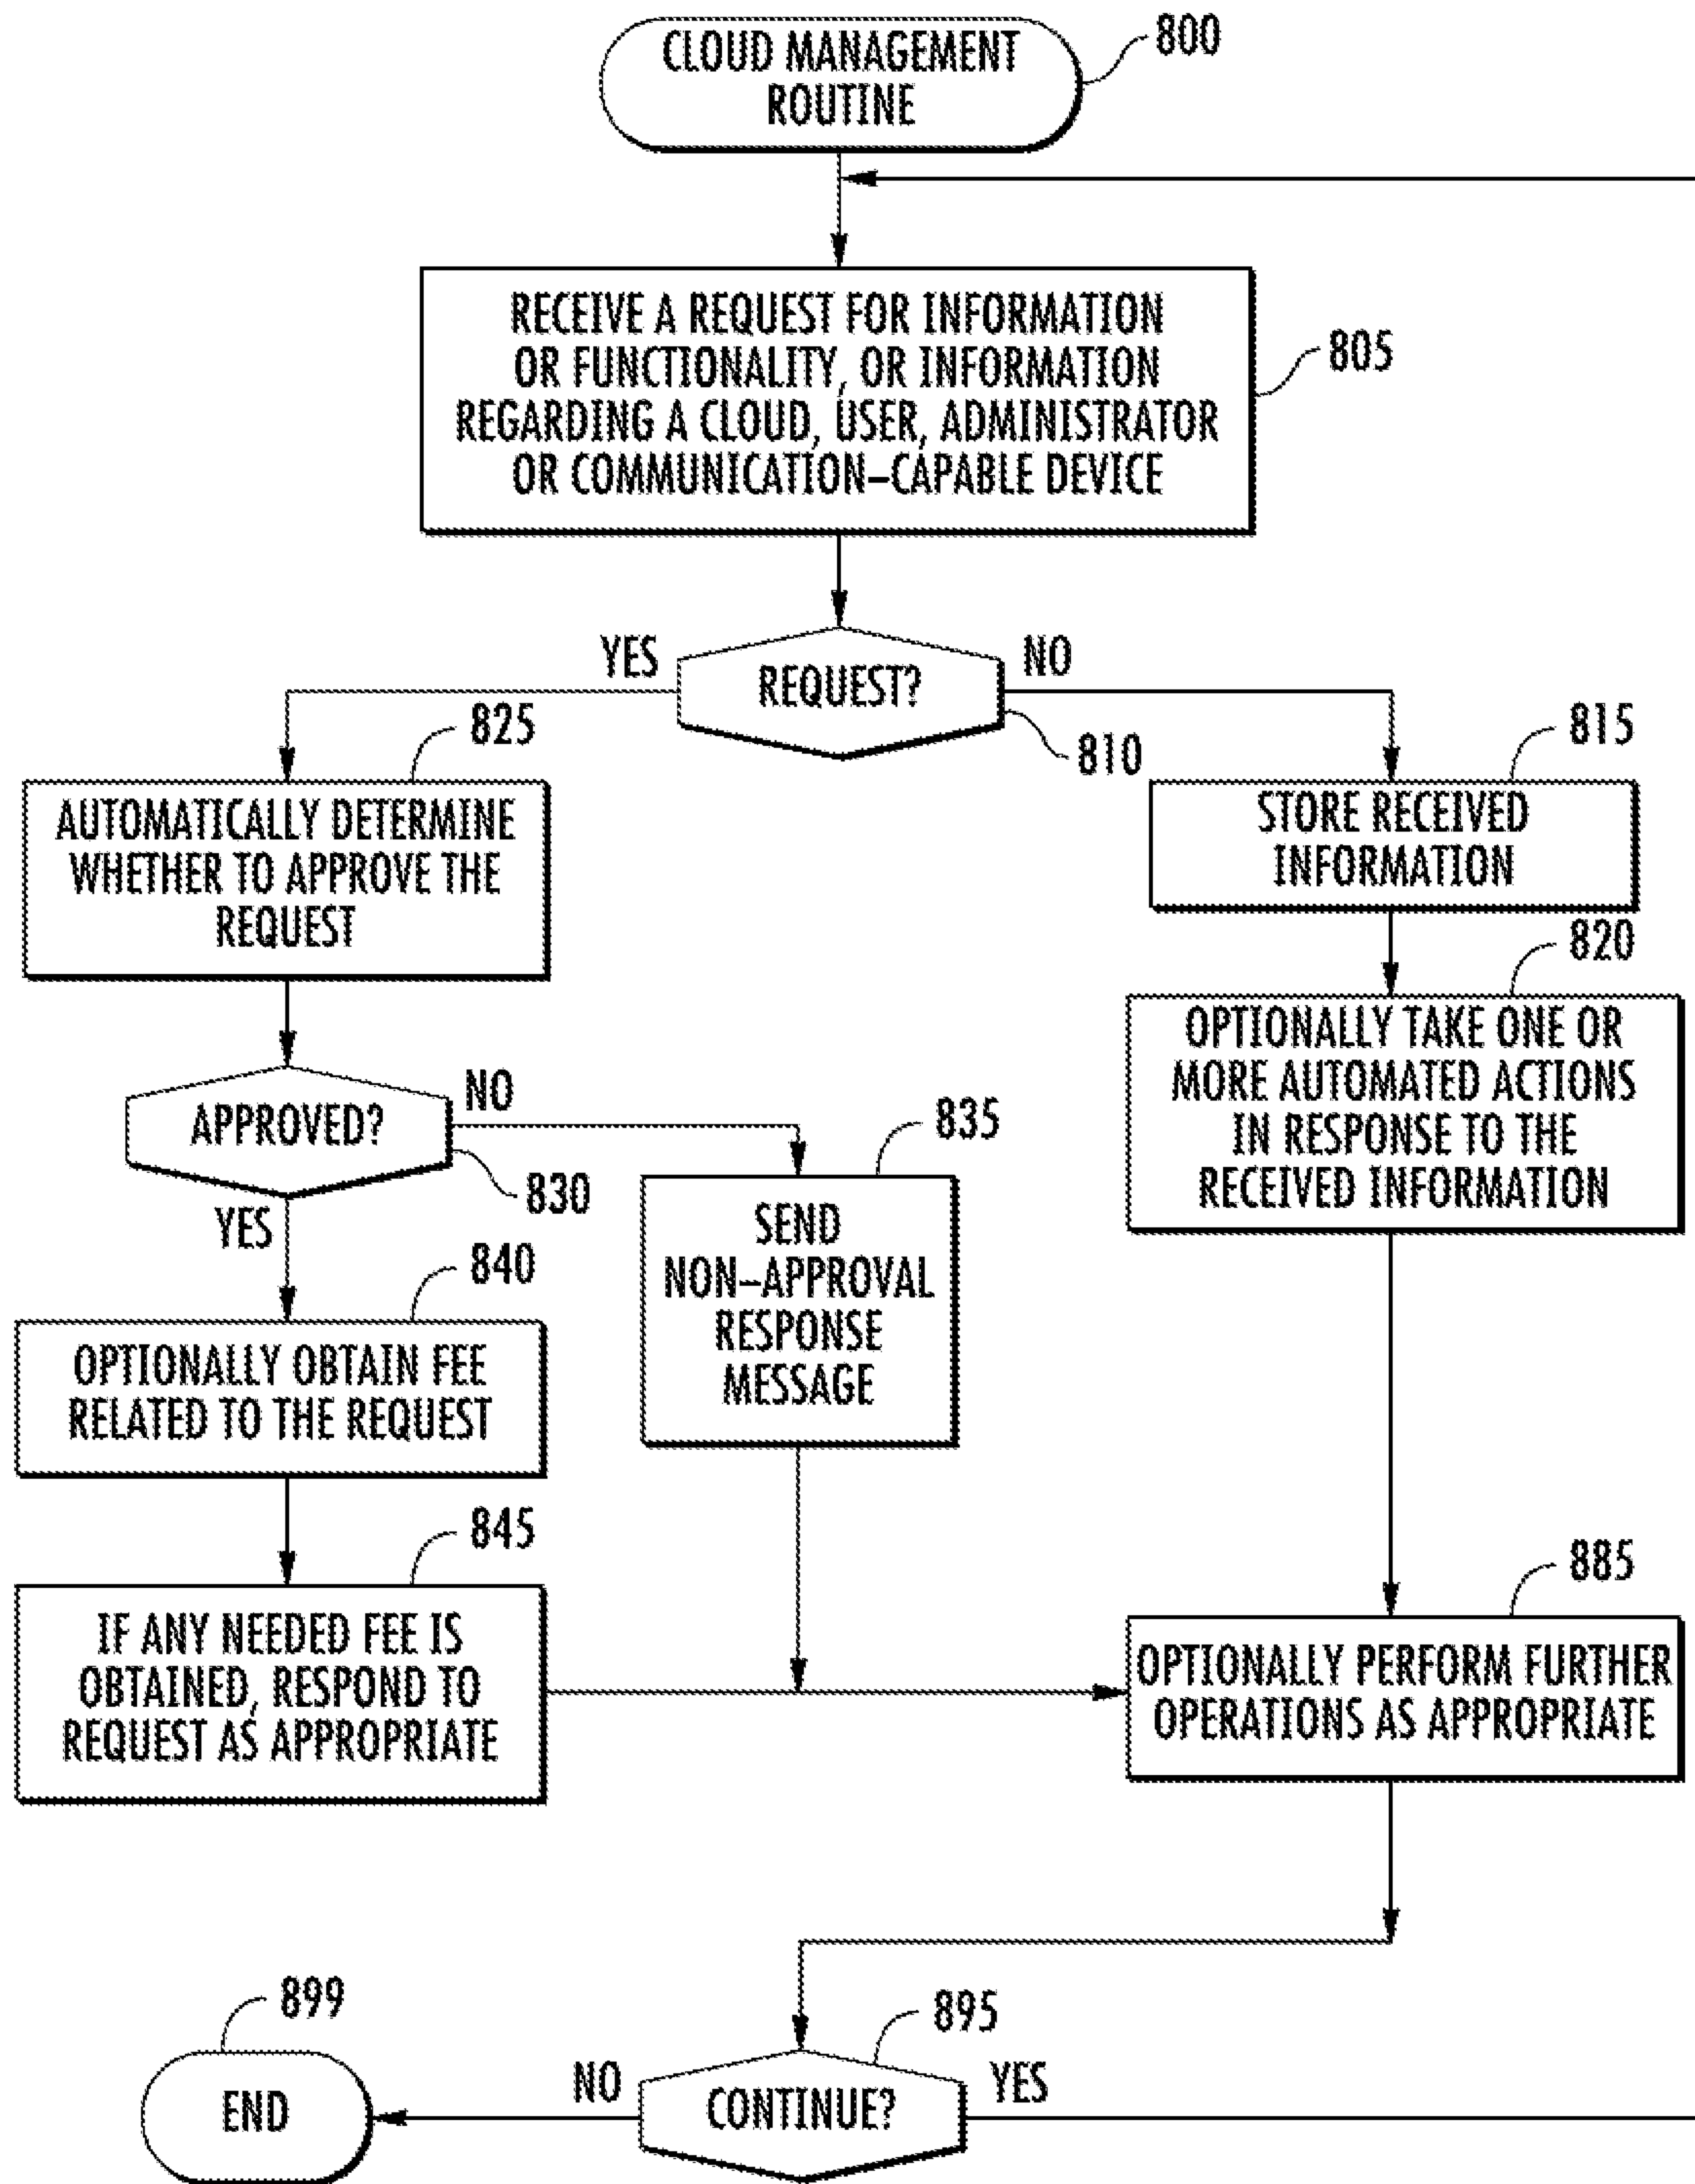 CLOUD MANAGEMENT
ROUTINE
800
RECEIVE A REQUEST FOR INFORMATION
OR FUNCTIONALITY, OR INFORMATION
REGARDING A CLOUD, USER, ADMINISTRATOR
OR COMMUNICATION–CAPABLE DEVICE
805
YES
REQUEST?
NO
810
825
AUTOMATICALLY DETERMINE
WHETHER TO APPROVE THE
REQUEST
815
STORE RECEIVED
INFORMATION
820
OPTIONALLY TAKE ONE OR
MORE AUTOMATED ACTIONS
IN RESPONSE TO THE
RECEIVED INFORMATION
APPROVED?
NO
830
YES
835
SEND
NON–APPROVAL
RESPONSE
MESSAGE
840
OPTIONALLY OBTAIN FEE
RELATED TO THE REQUEST
845
IF ANY NEEDED FEE IS
OBTAINED, RESPOND TO
REQUEST AS APPROPRIATE
885
OPTIONALLY PERFORM FURTHER
OPERATIONS AS APPROPRIATE
899
END
NO
CONTINUE?
895
YES